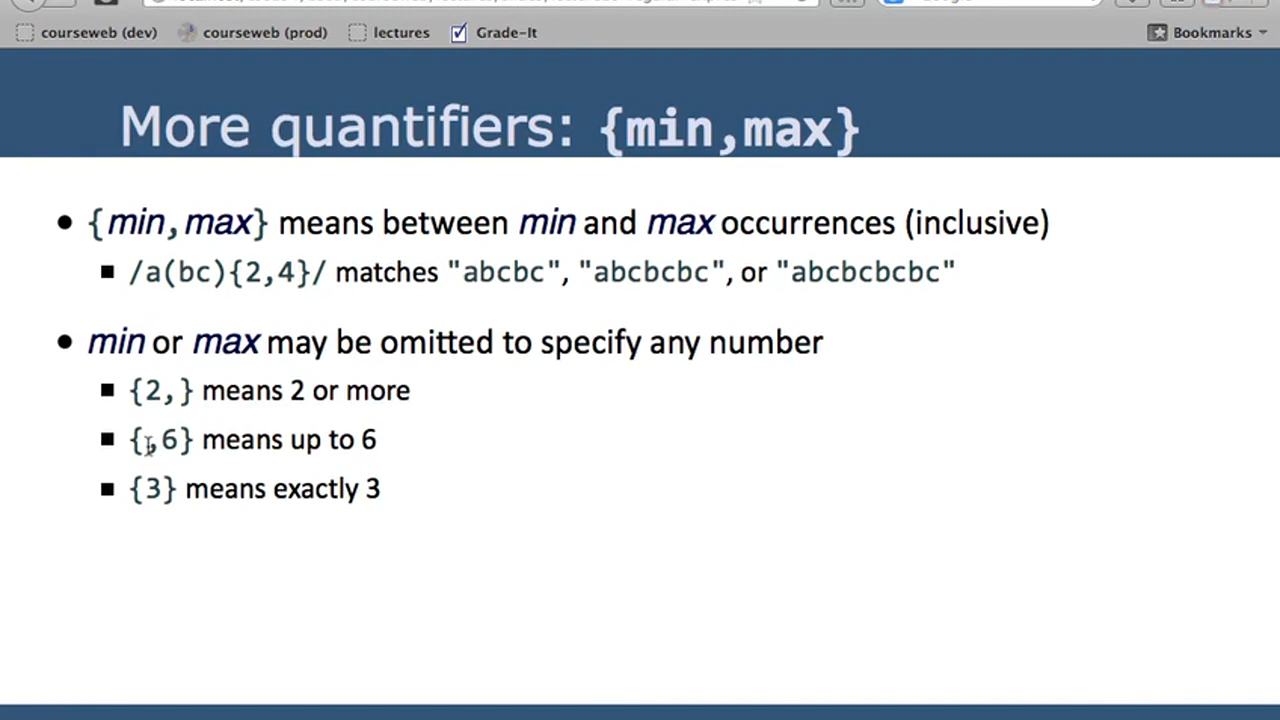 courseweb (dev) courseweb (prod) lectures Grade-It Bookmarks
More quantifiers: {min,max}
• {min,max} means between min and max occurrences (inclusive)
■ /a(bc){2,4}/ matches "abcbc", "abcbcbc", or "abcbcbcbc"
• min or max may be omitted to specify any number
■ {2,} means 2 or more
■ {,6} means up to 6
■ {3} means exactly 3